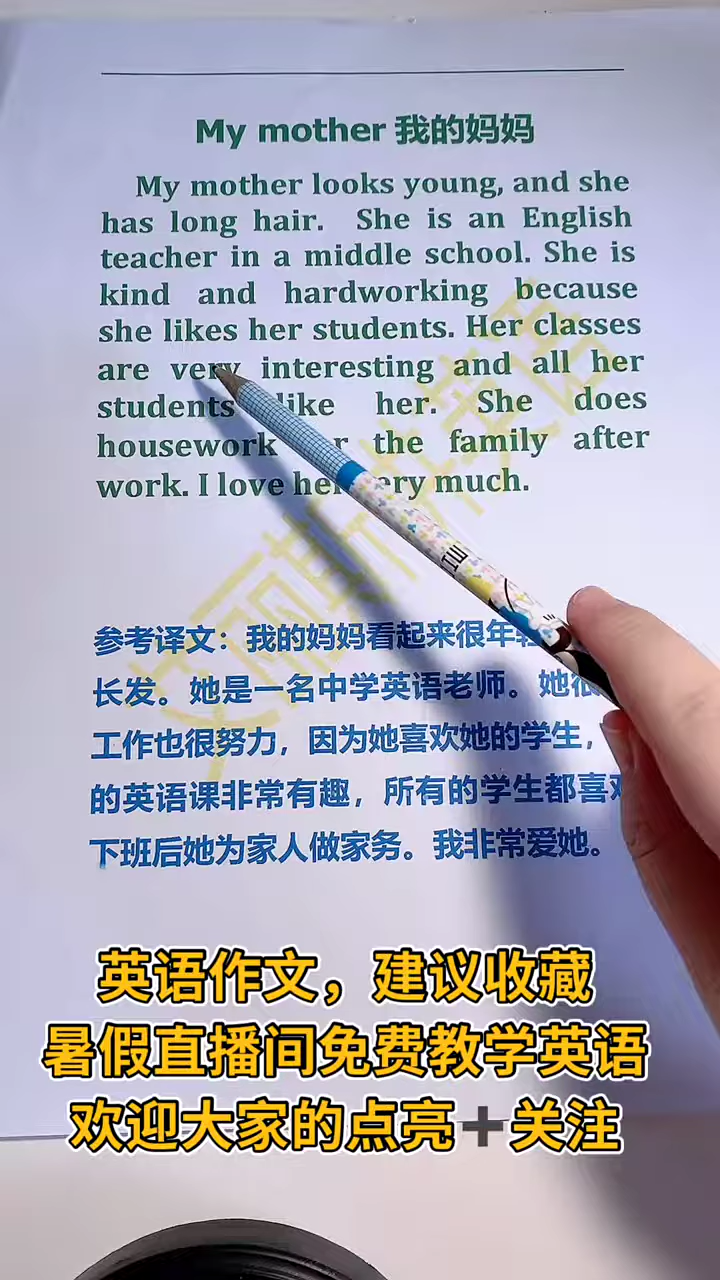 My mother 我的妈妈
My mother looks young, and she
has long hair. She is an English
teacher in a middle school. She is
kind and hardworking because
she likes her students. Her classes
are very interesting and all her
students like her. She does
housework the family after
work. I love her very much.
参考译文：我的妈妈看起来很年
长发。她是一名中学英语老师。她很
工作也很努力，因为她喜欢她的学生，
的英语课非常有趣，所有的学生都喜欢
下班后她为家人做家务。我非常爱她。
英语作文，建议收藏
暑假直播间免费教学英语
欢迎大家的点亮➕关注